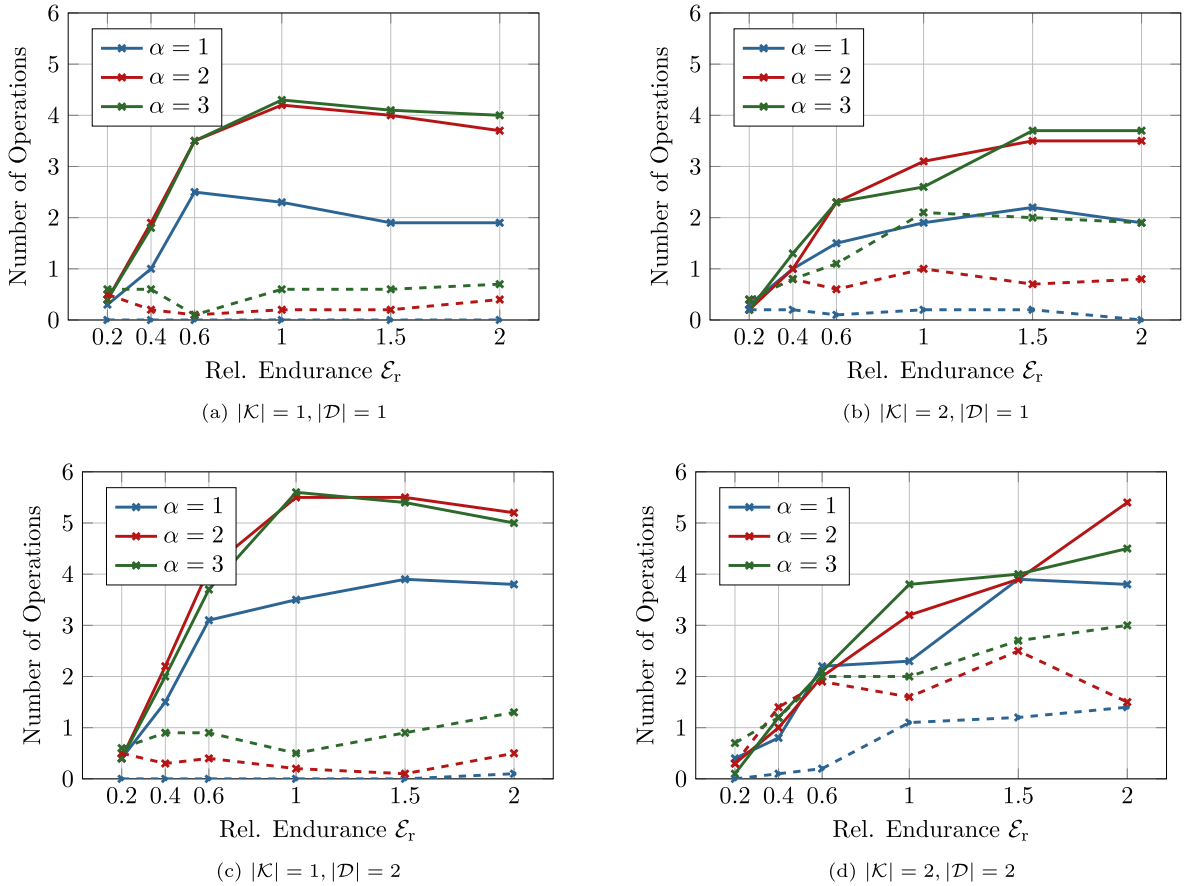 6
5
4
3
2
1
0
Number of Operations
α = 1
α = 2
α = 3
0.2 0.4 0.6 1 1.5 2
Rel. Endurance ℰr
(a) |𝒦| = 1, |𝒟| = 1
6
5
4
3
2
1
0
Number of Operations
α = 1
α = 2
α = 3
0.2 0.4 0.6 1 1.5 2
Rel. Endurance ℰr
(b) |𝒦| = 2, |𝒟| = 1
6
5
4
3
2
1
0
Number of Operations
α = 1
α = 2
α = 3
0.2 0.4 0.6 1 1.5 2
Rel. Endurance ℰr
(c) |𝒦| = 1, |𝒟| = 2
6
5
4
3
2
1
0
Number of Operations
α = 1
α = 2
α = 3
0.2 0.4 0.6 1 1.5 2
Rel. Endurance ℰr
(d) |𝒦| = 2, |𝒟| = 2